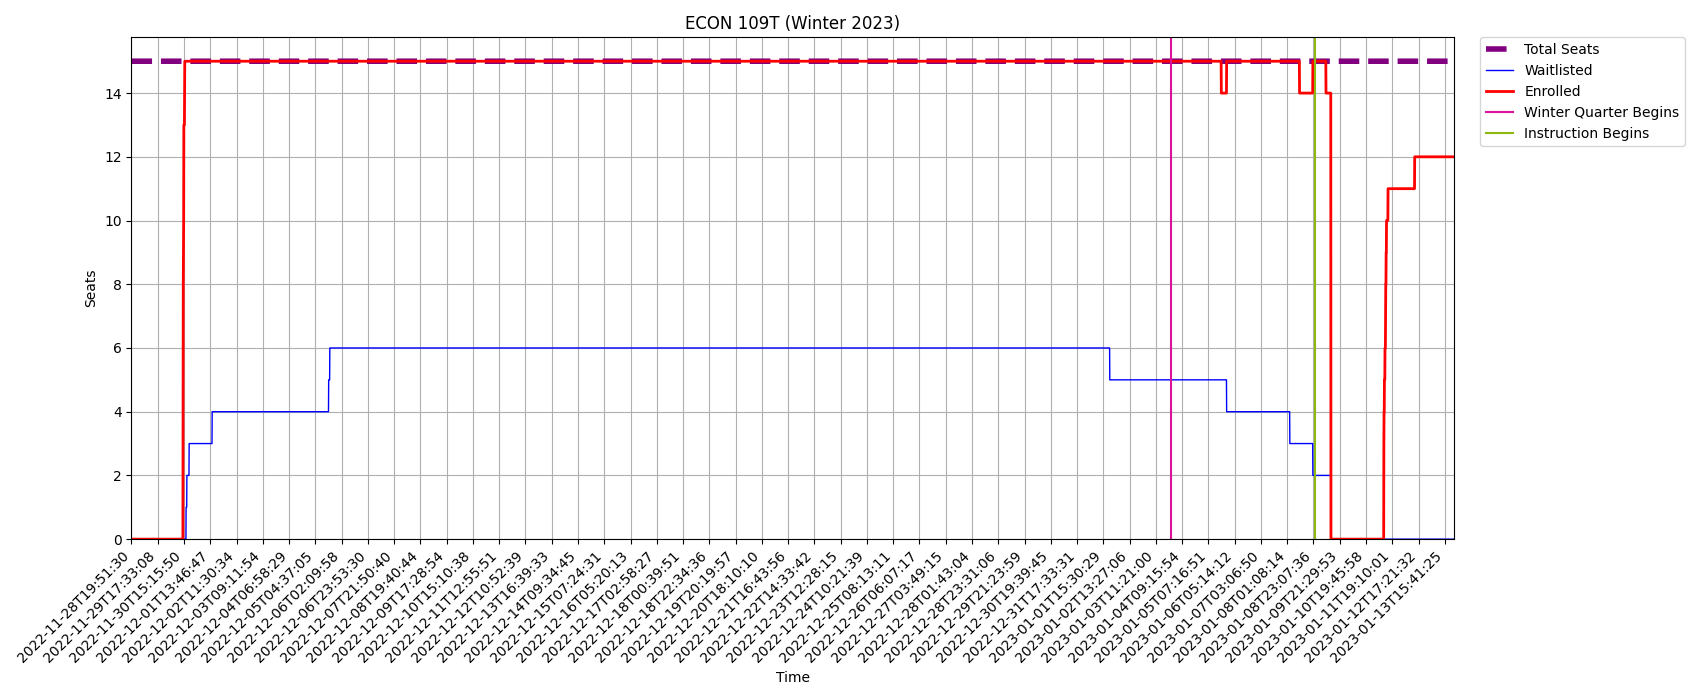 ECON 109T (Winter 2023)
Total Seats
Waitlisted
Enrolled
Winter Quarter Begins
Instruction Begins
Seats
14
12
10
8
6
4
2
0
2022-11-28T19:51:30
2022-11-29T17:33:08
2022-11-30T15:15:50
2022-12-01T13:46:47
2022-12-02T11:30:34
2022-12-03T09:11:54
2022-12-04T06:58:29
2022-12-05T04:37:05
2022-12-06T02:09:58
2022-12-06T23:53:30
2022-12-07T21:50:40
2022-12-08T19:40:44
2022-12-09T17:28:54
2022-12-10T15:10:38
2022-12-11T12:55:51
2022-12-12T10:52:39
2022-12-13T16:39:33
2022-12-14T09:34:45
2022-12-15T07:24:31
2022-12-16T05:20:13
2022-12-17T02:58:27
2022-12-18T00:39:51
2022-12-18T22:34:36
2022-12-19T20:19:57
2022-12-20T18:10:10
2022-12-21T16:43:56
2022-12-22T14:33:42
2022-12-23T12:28:15
2022-12-24T10:21:39
2022-12-25T08:13:11
2022-12-26T06:07:17
2022-12-27T03:49:15
2022-12-28T01:43:04
2022-12-28T23:31:06
2022-12-29T21:23:59
2022-12-30T19:39:45
2022-12-31T17:33:31
2023-01-01T15:30:29
2023-01-02T13:27:06
2023-01-03T11:21:00
2023-01-04T09:15:54
2023-01-05T07:16:51
2023-01-06T05:14:12
2023-01-07T03:06:50
2023-01-08T01:08:14
2023-01-08T23:07:36
2023-01-09T21:29:53
2023-01-10T19:45:58
2023-01-11T19:10:01
2023-01-12T17:21:32
2023-01-13T15:41:25
Time